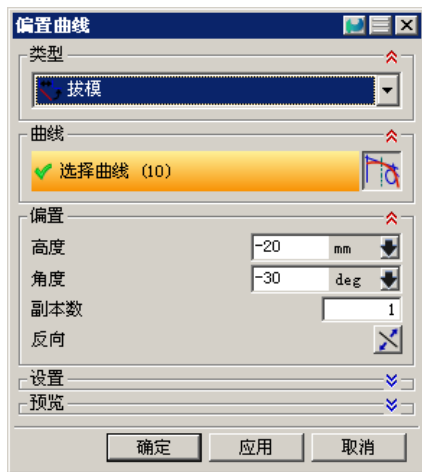 偏置曲线
类型
拔模
曲线
选择曲线 (10)
偏置
高度 -20 mm
角度 -30 deg
副本数 1
反向
设置
预览
确定 应用 取消